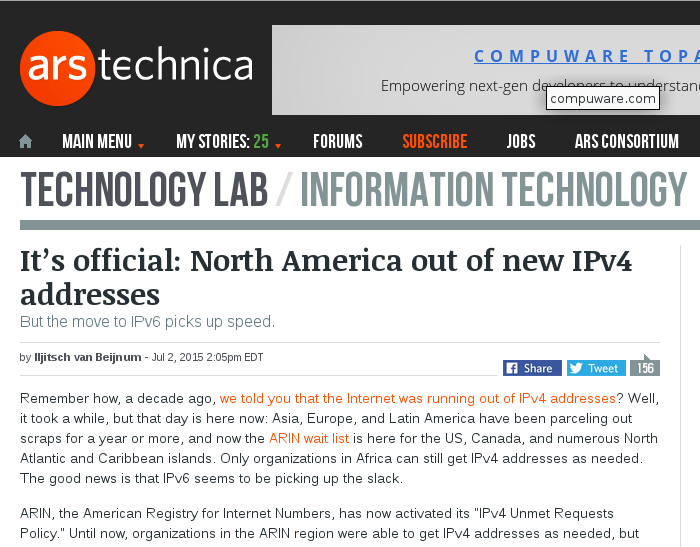 ars technica
COMPUWARE TOPA
Empowering next-gen developers to understand
compuware.com
MAIN MENU MY STORIES: 25 FORUMS SUBSCRIBE JOBS ARS CONSORTIUM
TECHNOLOGY LAB / INFORMATION TECHNOLOGY
It’s official: North America out of new IPv4
addresses
But the move to IPv6 picks up speed.
by Iljitsch van Beijnum - Jul 2, 2015 2:05pm EDT
Share Tweet 156
Remember how, a decade ago, we told you that the Internet was running out of IPv4 addresses? Well,
it took a while, but that day is here now: Asia, Europe, and Latin America have been parceling out
scraps for a year or more, and now the ARIN wait list is here for the US, Canada, and numerous North
Atlantic and Caribbean islands. Only organizations in Africa can still get IPv4 addresses as needed.
The good news is that IPv6 seems to be picking up the slack.
ARIN, the American Registry for Internet Numbers, has now activated its "IPv4 Unmet Requests
Policy." Until now, organizations in the ARIN region were able to get IPv4 addresses as needed, but